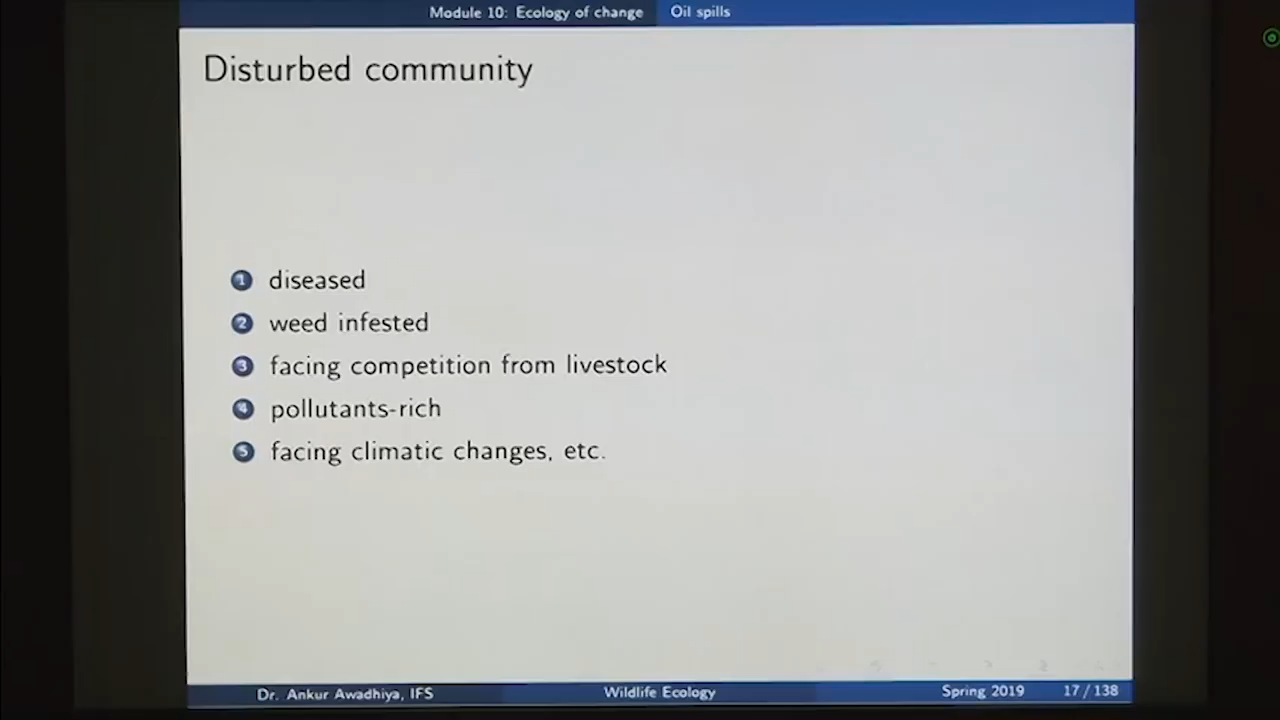 Module 10: Ecology of change Oil spills
Disturbed community
1 diseased
2 weed infested
3 facing competition from livestock
4 pollutants-rich
5 facing climatic changes, etc.
Dr. Ankur Awadhiya, IFS Wildlife Ecology Spring 2019 17 / 138